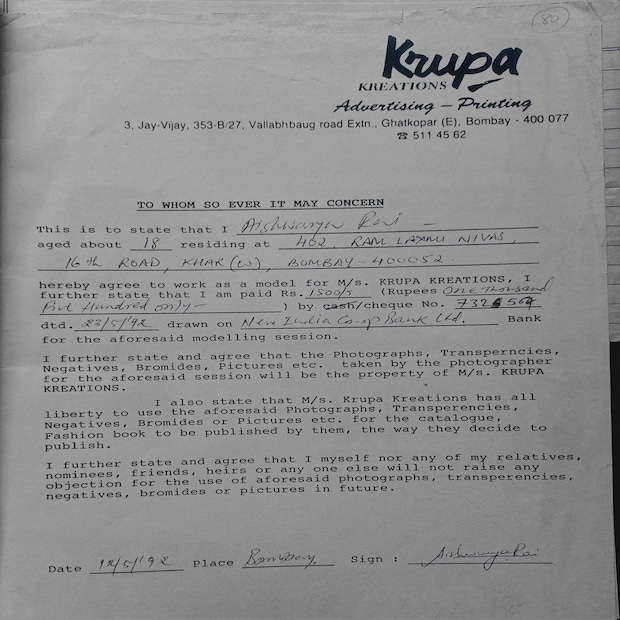 80
Krupa
KREATIONS
Advertising - Printing
3, Jay-Vijay, 353-B/27, Vallabhbaug road Extn., Ghatkopar (E), Bombay - 400 077
☎ 511 45 62
TO WHOM SO EVER IT MAY CONCERN
This is to state that I Aishwarya Rai -
aged about 18 residing at 402, RAM LAXMI NIVAS,
16th ROAD, KHAR (W), BOMBAY - 400052.
hereby agree to work as a model for M/s. KRUPA KREATIONS, I
further state that I am paid Rs. 1500/- (Rupees One thousand
Five Hundred only - ) by cash/cheque No. 732564
dtd. 23/5/92 drawn on New India Co-op Bank Ltd. Bank
for the aforesaid modelling session.
I further state and agree that the Photographs, Transperncies,
Negatives, Bromides, Pictures etc. taken by the photographer
for the aforesaid session will be the property of M/s. KRUPA
KREATIONS.
I also state that M/s. Krupa Kreations has all
liberty to use the aforesaid Photographs, Transperencies,
Negatives, Bromides or Pictures etc. for the catalogue,
Fashion book to be published by them, the way they decide to
publish.
I further state and agree that I myself nor any of my relatives,
nominees, friends, heirs or any one else will not raise any
objection for the use of aforesaid photographs, transperencies,
negatives, bromides or pictures in future.
Date Place Bombay Sign : Aishwarya Rai